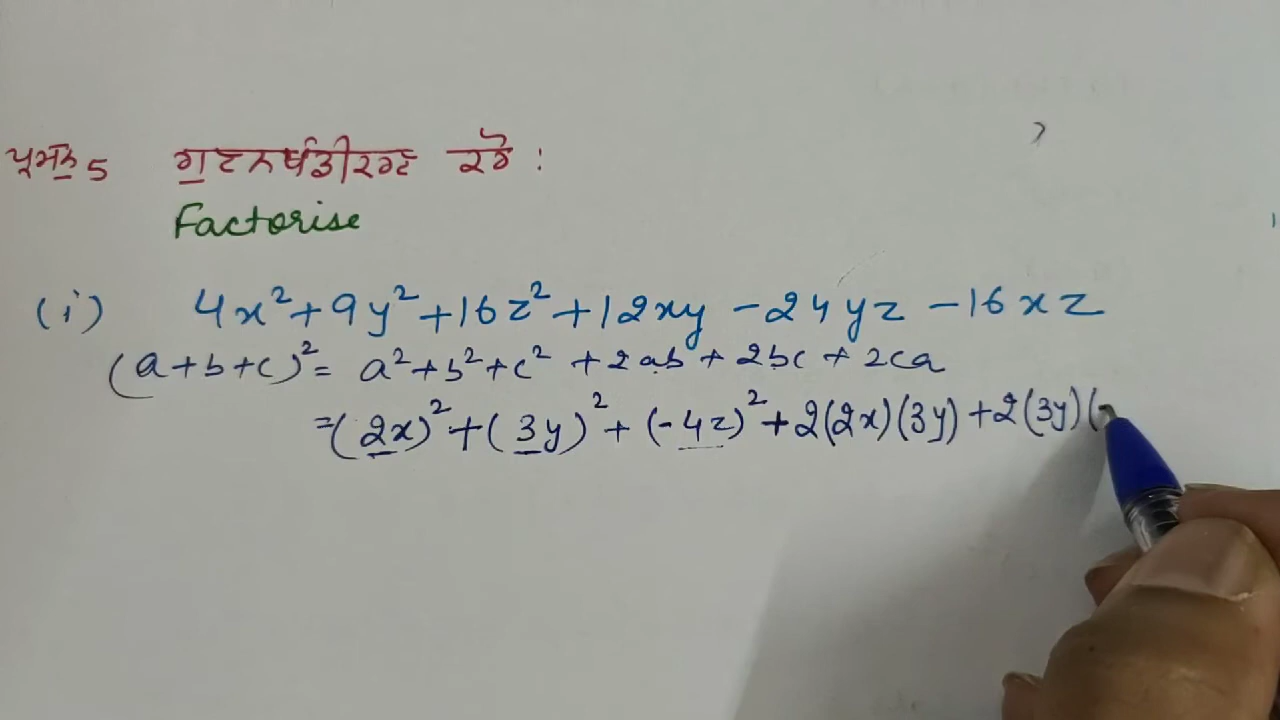 ਪ੍ਰਸ਼ਨ 5 ਗੁਣਨਖੰਡੀਕਰਣ ਕਰੋ :
Factorise
(i) 4x² + 9y² + 16z² + 12xy - 24yz - 16xz
(a + b + c)² = a² + b² + c² + 2ab + 2bc + 2ca
= (2x)² + (3y)² + (-4z)² + 2(2x)(3y) + 2(3y)(-